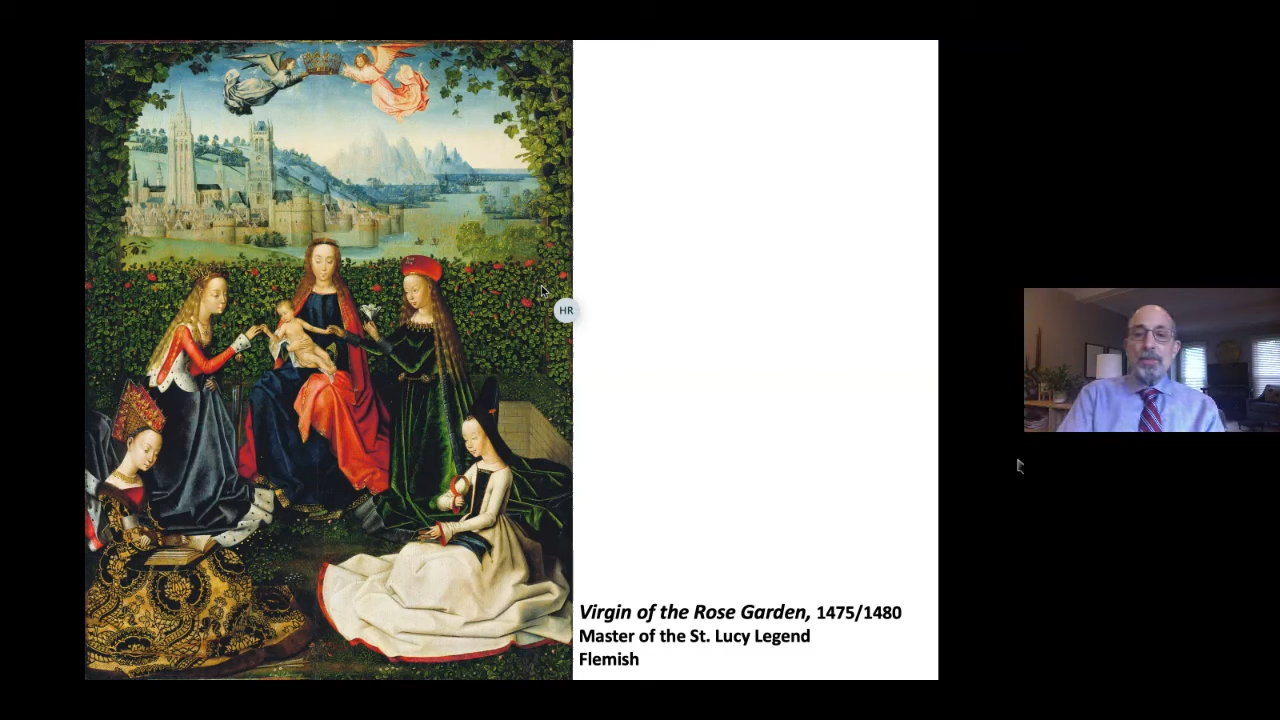 HR
Virgin of the Rose Garden, 1475/1480
Master of the St. Lucy Legend
Flemish